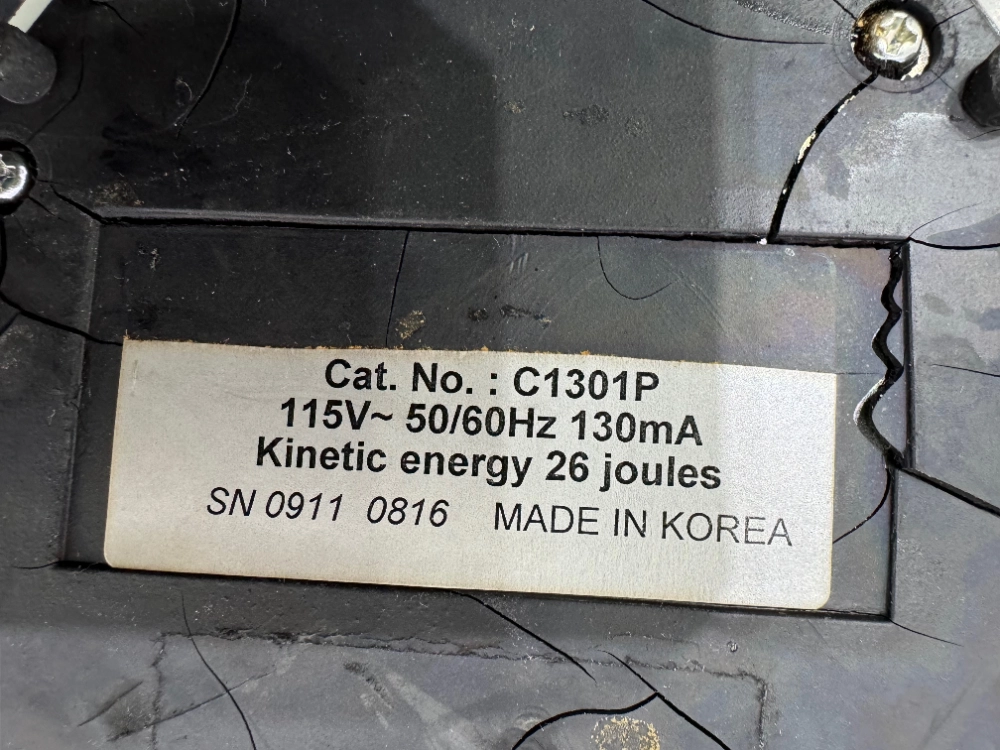 Cat. No. : C1301P
115V~ 50/60Hz 130mA
Kinetic energy 26 joules
SN 0911 0816 MADE IN KOREA